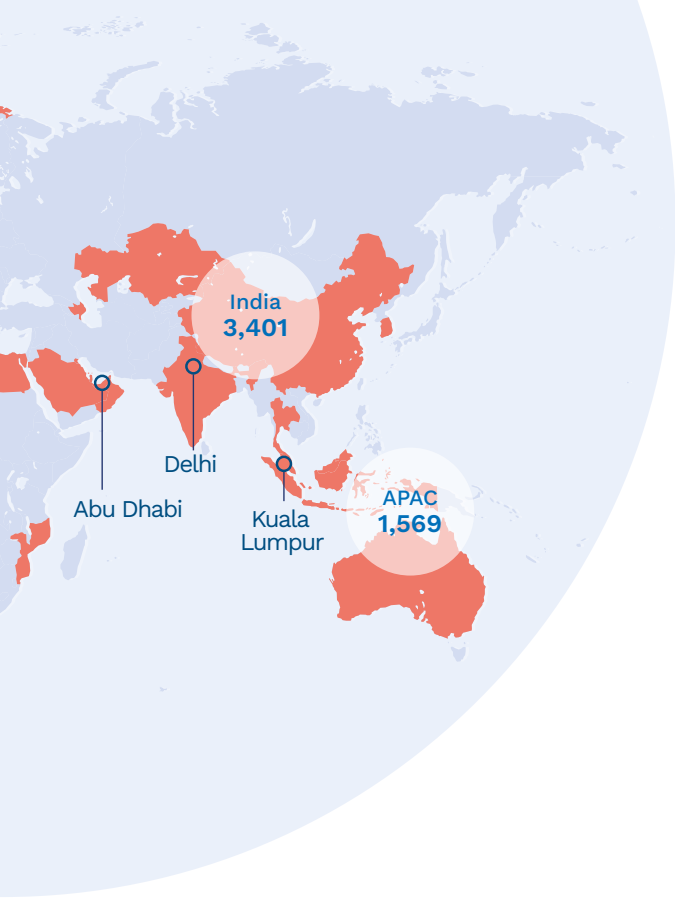 India
3,401
Delhi
Abu Dhabi
Kuala
Lumpur
APAC
1,569